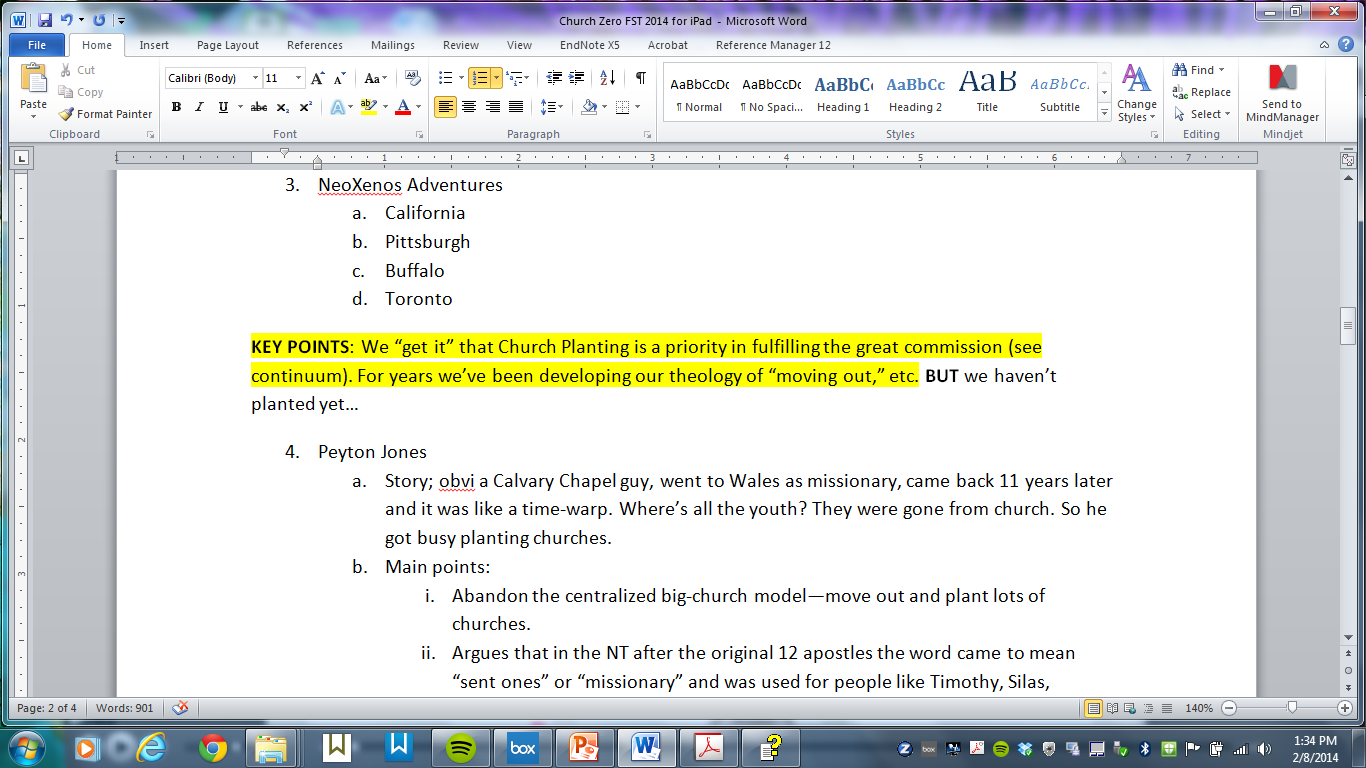 Church Zero FST 2014 for iPad - Microsoft Word
File Home Insert Page Layout References Mailings Review View EndNote X5 Acrobat Reference Manager 12
Paste
Cut
Copy
Format Painter
Clipboard
Calibri (Body) 11
Font
Paragraph
AaBbCcDc AaBbCcDc AaBbC AaBbCc AaB AaBbCc.
¶ Normal ¶ No Spaci... Heading 1 Heading 2 Title Subtitle
Change Styles
Styles
Find
Replace
Select
Editing
Send to MindManager
Mindjet
3. NeoXenos Adventures
a. California
b. Pittsburgh
c. Buffalo
d. Toronto
KEY POINTS: We “get it” that Church Planting is a priority in fulfilling the great commission (see
continuum). For years we’ve been developing our theology of “moving out,” etc. BUT we haven’t
planted yet…
4. Peyton Jones
a. Story; obvi a Calvary Chapel guy, went to Wales as missionary, came back 11 years later
and it was like a time-warp. Where’s all the youth? They were gone from church. So he
got busy planting churches.
b. Main points:
i. Abandon the centralized big-church model—move out and plant lots of
churches.
ii. Argues that in the NT after the original 12 apostles the word came to mean
“sent ones” or “missionary” and was used for people like Timothy, Silas,
Page: 2 of 4 Words: 901 140%
box
1:34 PM
2/8/2014